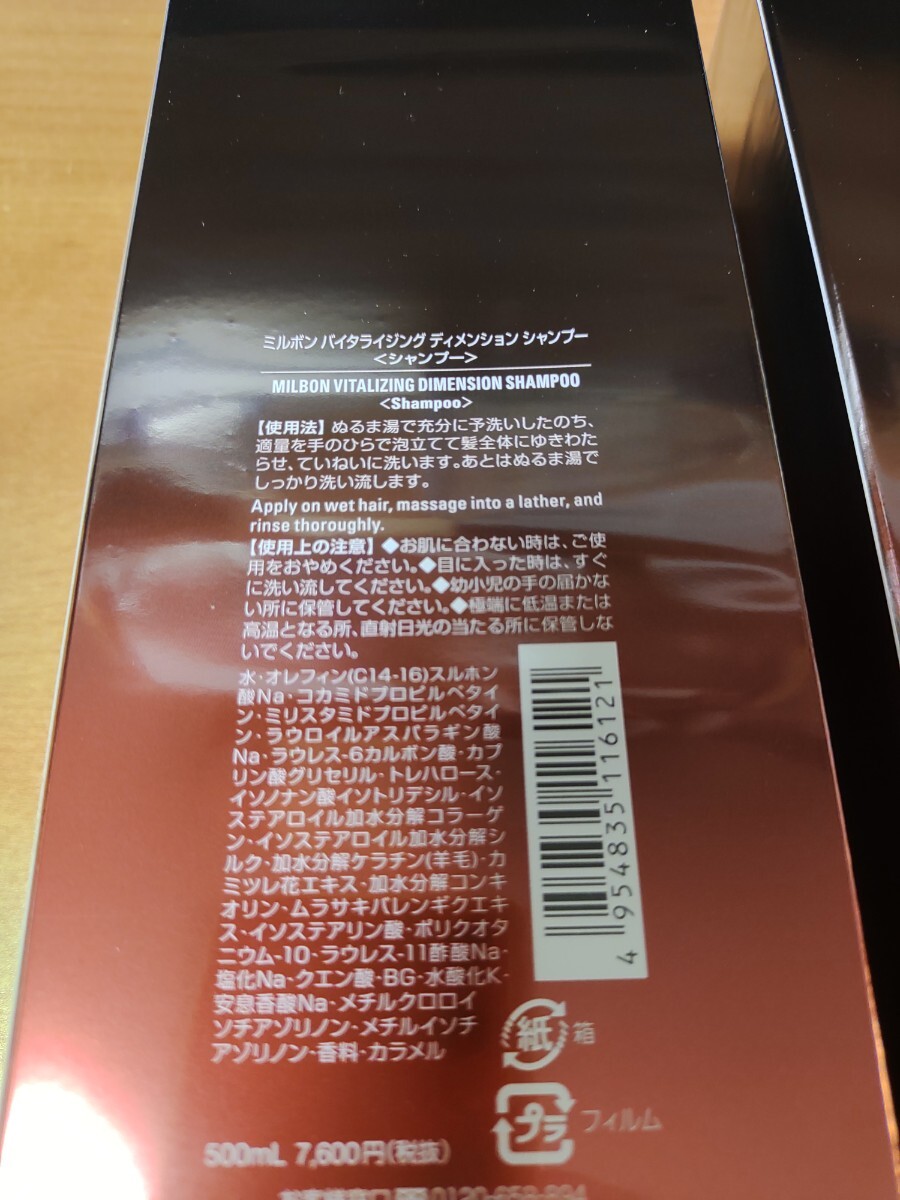 ミルボン バイタライジング ディメンション シャンプー
<シャンプー>
MILBON VITALIZING DIMENSION SHAMPOO
<Shampoo>
【使用法】ぬるま湯で充分に予洗いしたのち、
適量を手のひらで泡立てて髪全体にゆきわた
らせ、ていねいに洗います。あとはぬるま湯で
しっかり洗い流します。
Apply on wet hair, massage into a lather, and
rinse thoroughly.
【使用上の注意】◆お肌に合わない時は、ご使
用をおやめください。◆目に入った時は、すぐ
に洗い流してください。◆幼小児の手の届かな
い所に保管してください。◆極端に低温または
高温となる所、直射日光の当たる所に保管しな
いでください。
水・オレフィン(C14-16)スルホン
酸Na・コカミドプロピルベタイ
ン・ミリスタミドプロピルベタイ
ン・ラウロイルアスパラギン酸
Na・ラウレス-6カルボン酸・カプ
リン酸グリセリル・トレハロース・
イソノナン酸イソトリデシル・イソ
ステアロイル加水分解コラーゲ
ン・イソステアロイル加水分解シ
ルク・加水分解ケラチン(羊毛)・カ
ミツレ花エキス・加水分解コンキ
オリン・ムラサキバレンギクエキ
ス・イソステアリン酸・ポリクオタ
ニウム-10・ラウレス-11酢酸Na・
塩化Na・クエン酸・BG・水酸化K・
安息香酸Na・メチルクロロイ
ソチアゾリノン・メチルイソチ
アゾリノン・香料・カラメル
4954835116121
紙 箱
プラ フィルム
500mL 7,600円(税抜)